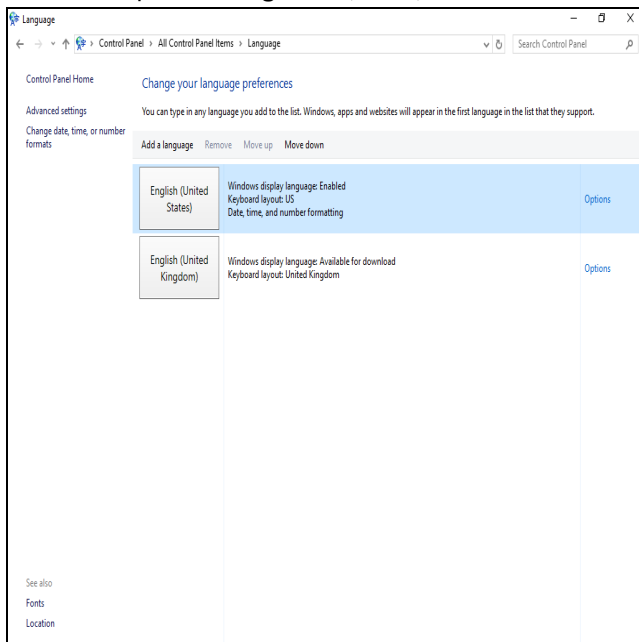 Language
Control Panel > All Control Panel Items > Language
Search Control Panel
Control Panel Home
Advanced settings
Change date, time, or number
formats
Change your language preferences
You can type in any language you add to the list. Windows, apps and websites will appear in the first language in the list that they support.
Add a language Remove Move up Move down
English (United
States)
Windows display language: Enabled
Keyboard layout: US
Date, time, and number formatting
Options
English (United
Kingdom)
Windows display language: Available for download
Keyboard layout: United Kingdom
Options
See also
Fonts
Location